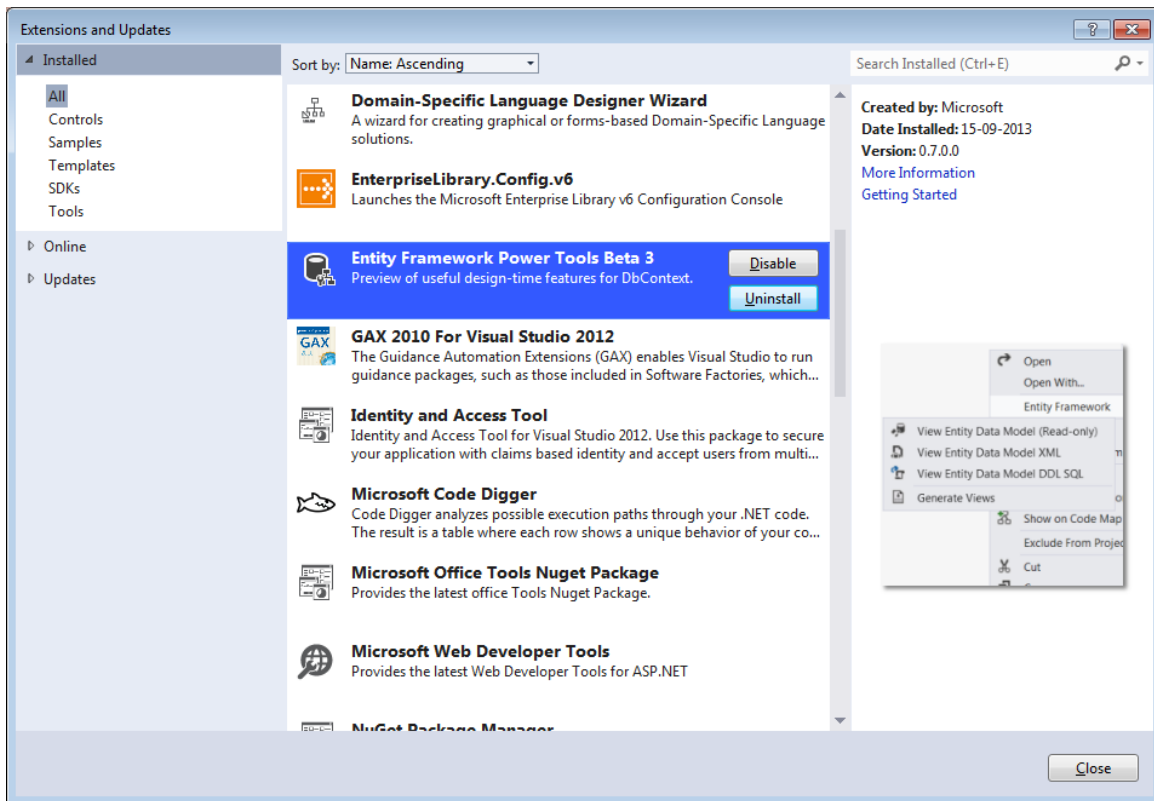 Extensions and Updates
Installed
All
Controls
Samples
Templates
SDKs
Tools
Online
Updates
Sort by: Name: Ascending
Domain-Specific Language Designer Wizard
A wizard for creating graphical or forms-based Domain-Specific Language
solutions.
EnterpriseLibrary.Config.v6
Launches the Microsoft Enterprise Library v6 Configuration Console
Entity Framework Power Tools Beta 3
Preview of useful design-time features for DbContext.
Disable
Uninstall
GAX
GAX 2010 For Visual Studio 2012
The Guidance Automation Extensions (GAX) enables Visual Studio to run
guidance packages, such as those included in Software Factories, which...
Identity and Access Tool
Identity and Access Tool for Visual Studio 2012. Use this package to secure
your application with claims based identity and accept users from multi...
Microsoft Code Digger
Code Digger analyzes possible execution paths through your .NET code.
The result is a table where each row shows a unique behavior of your co...
Microsoft Office Tools Nuget Package
Provides the latest office Tools Nuget Package.
Microsoft Web Developer Tools
Provides the latest Web Developer Tools for ASP.NET
NuGet Package Manager
Search Installed (Ctrl+E)
Created by: Microsoft
Date Installed: 15-09-2013
Version: 0.7.0.0
More Information
Getting Started
Open
Open With...
Entity Framework
View Entity Data Model (Read-only)
View Entity Data Model XML
View Entity Data Model DDL SQL
Generate Views
Show on Code Map
Exclude From Projec
Cut
Close